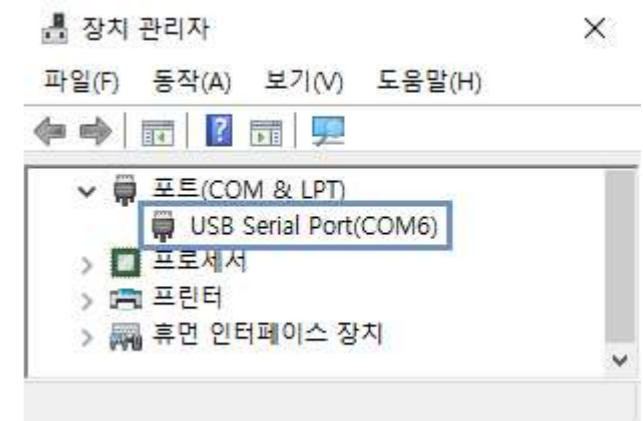 장치 관리자
파일(F) 동작(A) 보기(V) 도움말(H)
포트(COM & LPT)
USB Serial Port(COM6)
프로세서
프린터
휴먼 인터페이스 장치